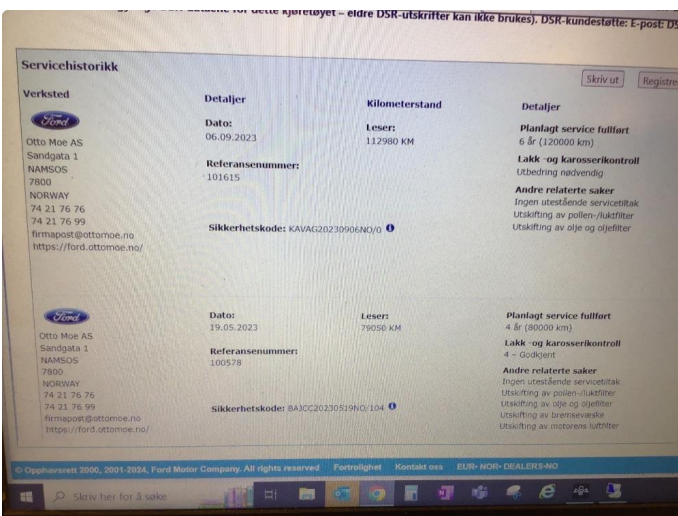 for dette kjøretøyet – eldre DSR-utskrifter kan ikke brukes). DSR-kundestøtte: E-post:
Servicehistorikk
Skriv ut
Verksted
Detaljer
Kilometerstand
Detaljer
Ford
Otto Moe AS
Sandgata 1
NAMSOS
7800
NORWAY
74 21 76 76
74 21 76 99
firmapost@ottomoe.no
https://ford.ottomoe.no/
Dato:
06.09.2023
Referansenummer:
101615
Sikkerhetskode: KAVAG20230906NO/0
Leser:
112980 KM
Planlagt service fullført
6 år (120000 km)
Lakk -og karosserikontroll
Utbedring nødvendig
Andre relaterte saker
Ingen utestående servicetiltak
Utskifting av pollen-/luktfilter
Utskifting av olje og oljefilter
Ford
Otto Moe AS
Sandgata 1
NAMSOS
7800
NORWAY
74 21 76 76
74 21 76 99
firmapost@ottomoe.no
https://ford.ottomoe.no/
Dato:
19.05.2023
Referansenummer:
100578
Sikkerhetskode: BAJCC20230519NO/104
Leser:
79050 KM
Planlagt service fullført
4 år (80000 km)
Lakk -og karosserikontroll
4 – Godkjent
Andre relaterte saker
Ingen utestående servicetiltak
Utskifting av pollen-/luktfilter
Utskifting av olje og oljefilter
Utskifting av bremsevæske
Utskifting av motorens luftfilter
© Opphavsrett 2000, 2001-2024, Ford Motor Company. All rights reserved
Fortrolighet
Kontakt oss
EUR- NOR- DEALERS-NO
Skriv her for å søke